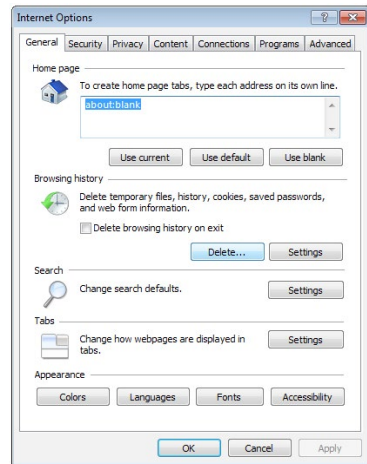 Internet Options
General Security Privacy Content Connections Programs Advanced
Home page
To create home page tabs, type each address on its own line.
about:blank
Use current Use default Use blank
Browsing history
Delete temporary files, history, cookies, saved passwords,
and web form information.
Delete browsing history on exit
Delete... Settings
Search
Change search defaults. Settings
Tabs
Change how webpages are displayed in
tabs.
Settings
Appearance
Colors Languages Fonts Accessibility
OK Cancel Apply